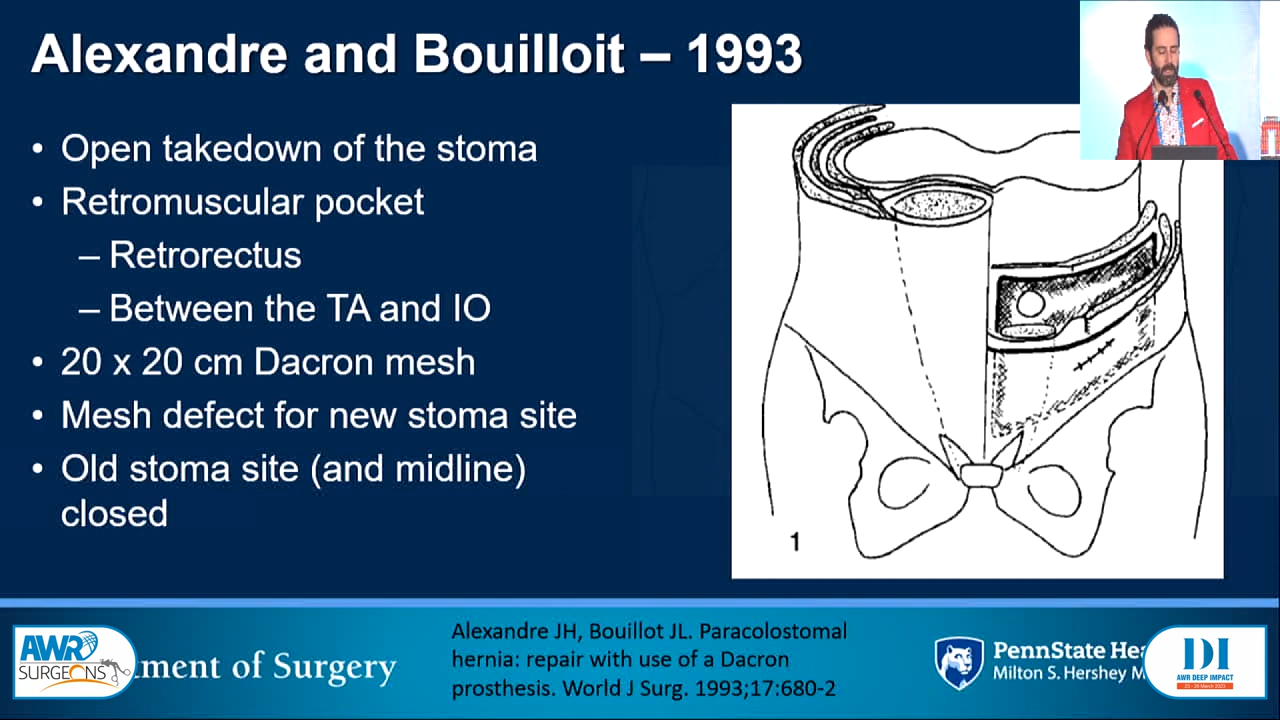 Alexandre and Bouilloit – 1993
• Open takedown of the stoma
• Retromuscular pocket
– Retrorectus
– Between the TA and IO
• 20 x 20 cm Dacron mesh
• Mesh defect for new stoma site
• Old stoma site (and midline)
closed
1
AWR
SURGEONS
ment of Surgery
Alexandre JH, Bouillot JL. Paracolostomal
hernia: repair with use of a Dacron
prosthesis. World J Surg. 1993;17:680-2
PennState Hea
Milton S. Hershey M
DI
AWR DEEP IMPACT